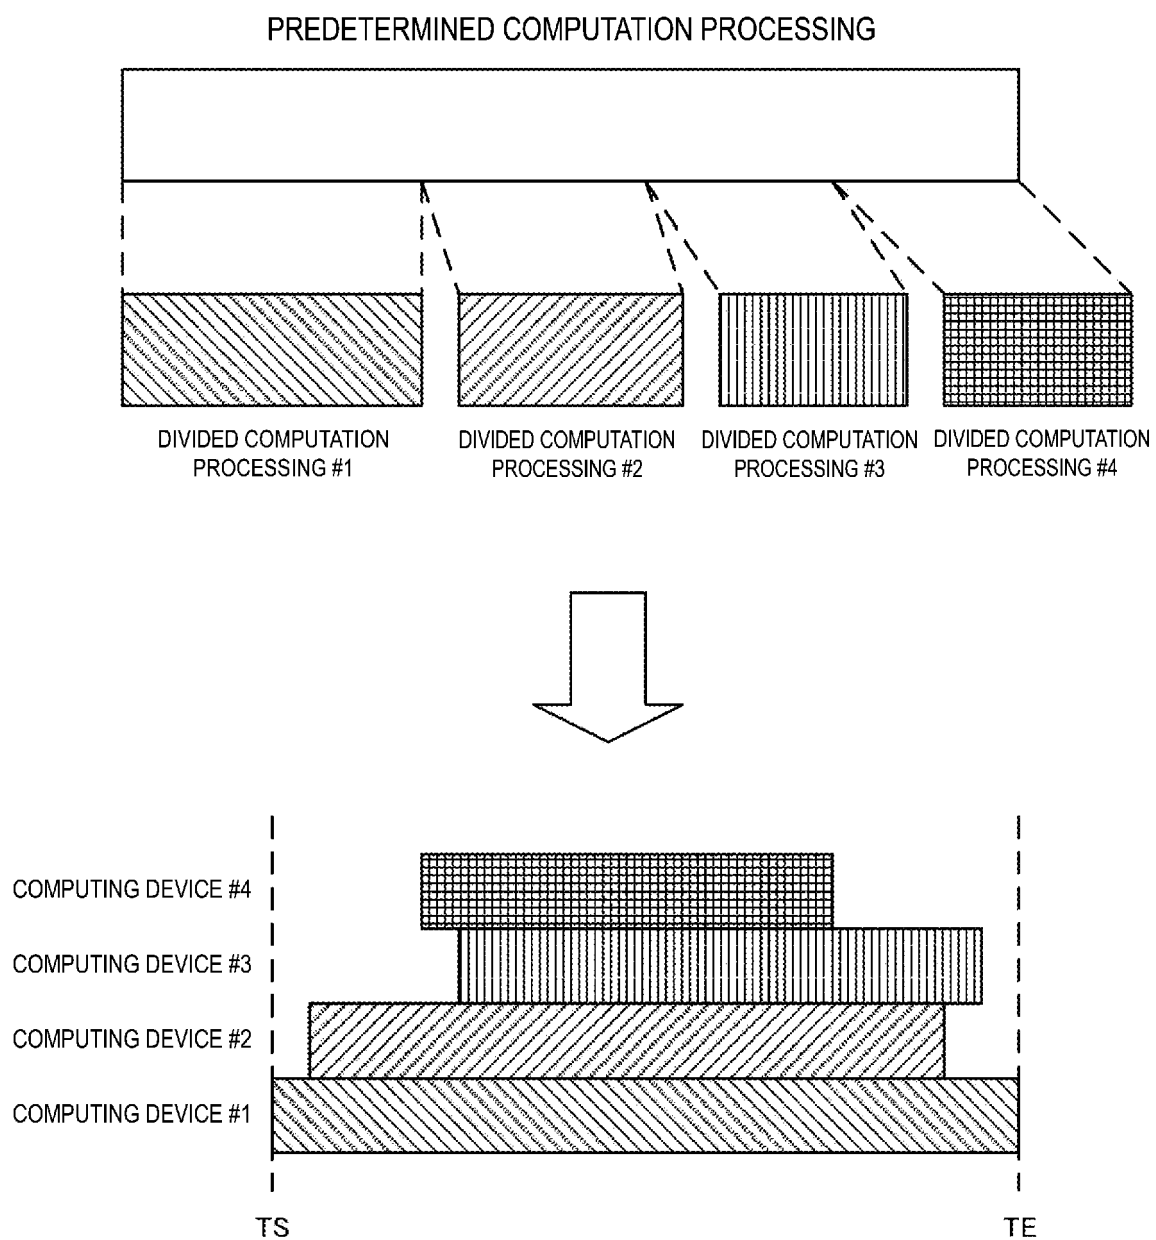 PREDETERMINED COMPUTATION PROCESSING
DIVIDED COMPUTATION
PROCESSING #1
DIVIDED COMPUTATION
PROCESSING #2
DIVIDED COMPUTATION
PROCESSING #3
DIVIDED COMPUTATION
PROCESSING #4
COMPUTING DEVICE #4
COMPUTING DEVICE #3
COMPUTING DEVICE #2
COMPUTING DEVICE #1
TS
TE